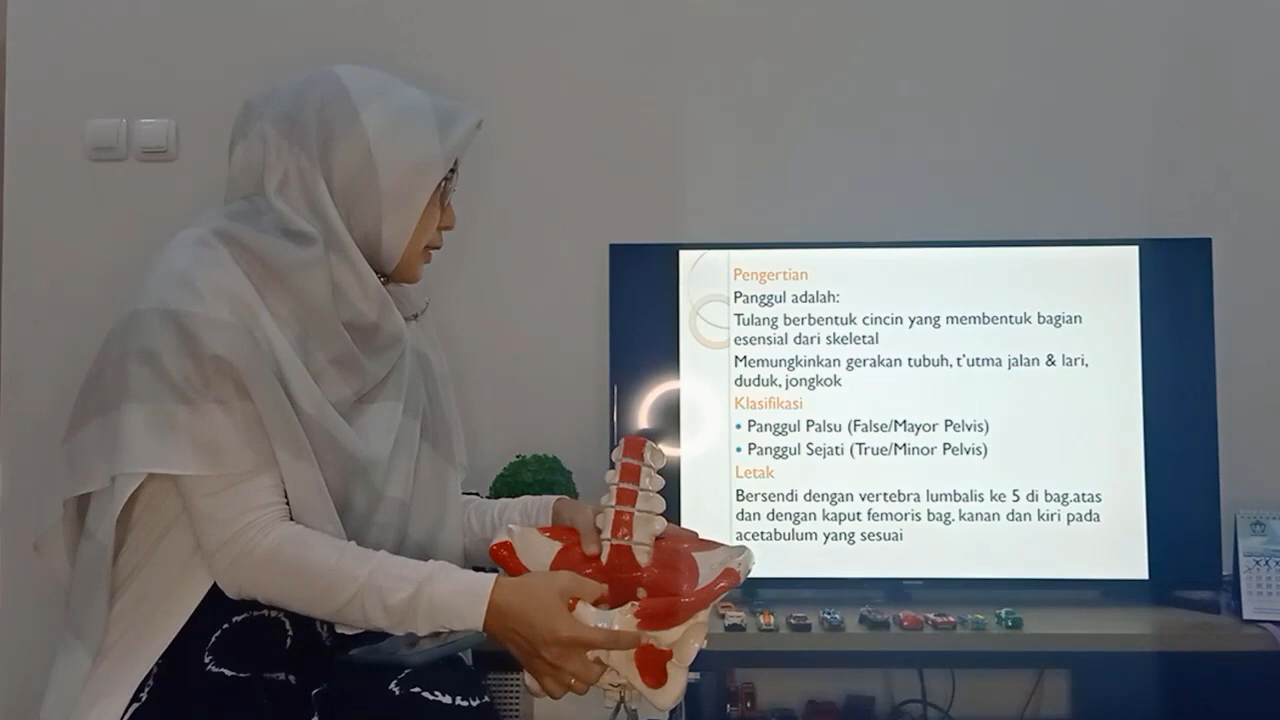 Pengertian
Panggul adalah:
Tulang berbentuk cincin yang membentuk bagian
esensial dari skeletal
Memungkinkan gerakan tubuh, t'utma jalan & lari,
duduk, jongkok
Klasifikasi
• Panggul Palsu (False/Mayor Pelvis)
• Panggul Sejati (True/Minor Pelvis)
Letak
Bersendi dengan vertebra lumbalis ke 5 di bag.atas
dan dengan kaput femoris bag. kanan dan kiri pada
acetabulum yang sesuai